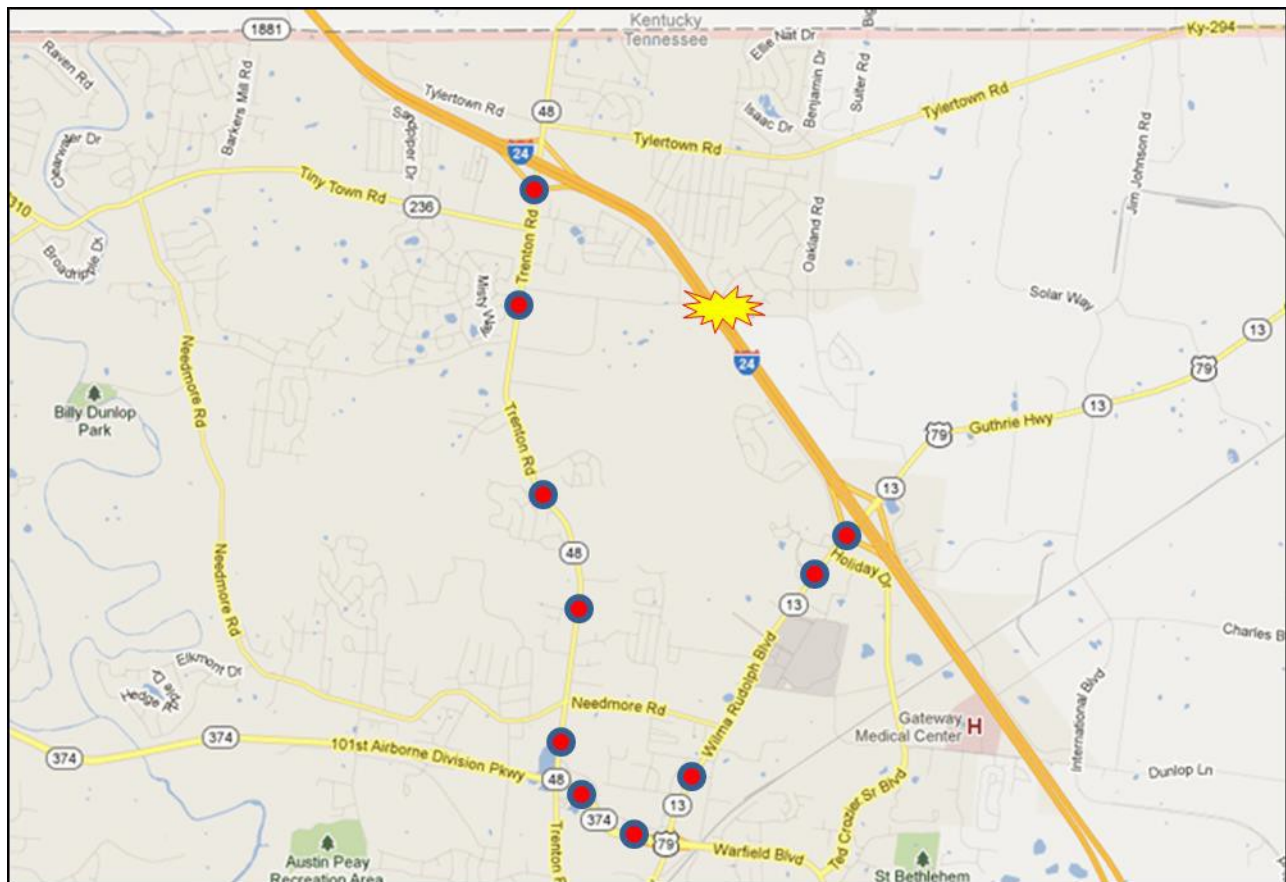 Kentucky
Tennessee
1881
Ky-294
Raven Rd
Barkers Mill Rd
Tylertown Rd
48
Ellie Nat Dr
Benjamin Dr
Suiter Rd
Isaac Dr
Tylertown Rd
Tylertown Rd
Jim Johnson Rd
Clearwater Dr
Sandpiper Dr
24
Tiny Town Rd
236
Trenton Rd
Oakland Rd
Broadripple Dr
Misty Way
Solar Way
13
79
24
Needmore Rd
Billy Dunlop
Park
Trenton Rd
13
Guthrie Hwy
79
13
48
Holiday Dr
13
Needmore Rd
Wilma Rudolph Blvd
Charles B
Elkmont Dr
Needmore Rd
Gateway
Medical Center
H
International Blvd
374
374
101st Airborne Division Pkwy
48
13
Dunlop Ln
374
79
Warfield Blvd
Ted Crozier Sr Blvd
Trenton R
Austin Peay
Recreation Area
St Bethlehem